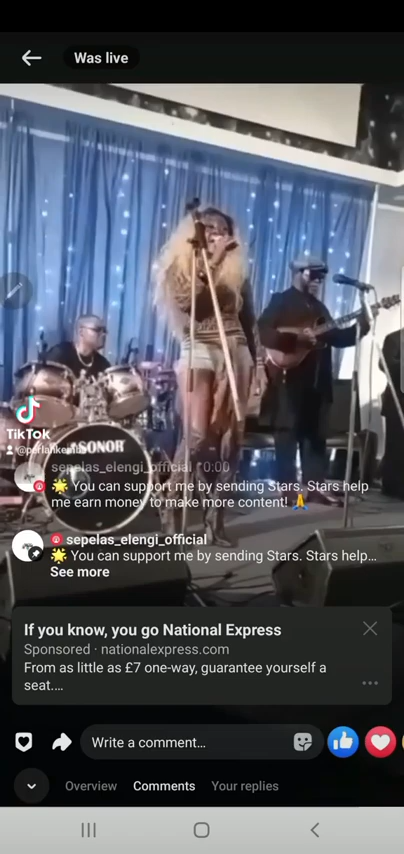 Was live
SONOR
TikTok
sepelas_elengi_official 0:00
🌟 You can support me by sending Stars. Stars help
me earn money to make more content! 🙏
sepelas_elengi_official
🌟 You can support me by sending Stars. Stars help…
See more
If you know, you go National Express
Sponsored · nationalexpress.com
From as little as £7 one-way, guarantee yourself a
seat.…
Write a comment…
Overview Comments Your replies